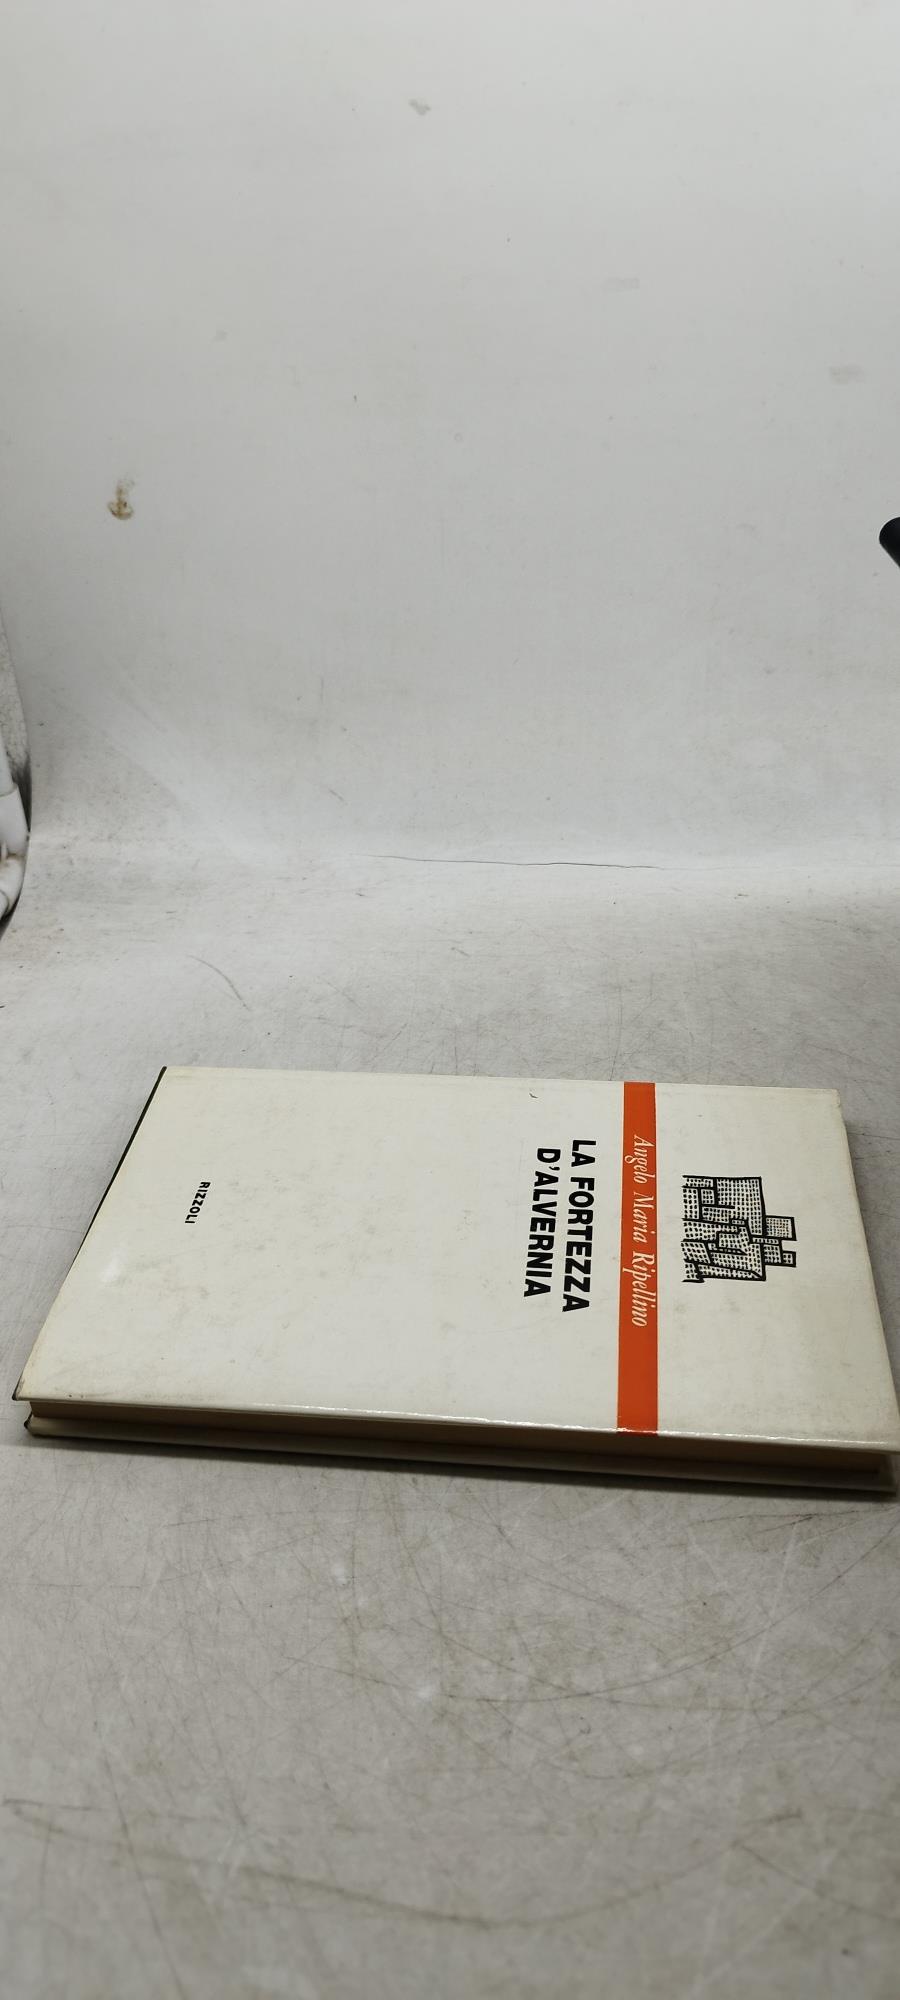 Angelo Maria Ripellino
LA FORTEZZA
D'ALVERNIA
RIZZOLI